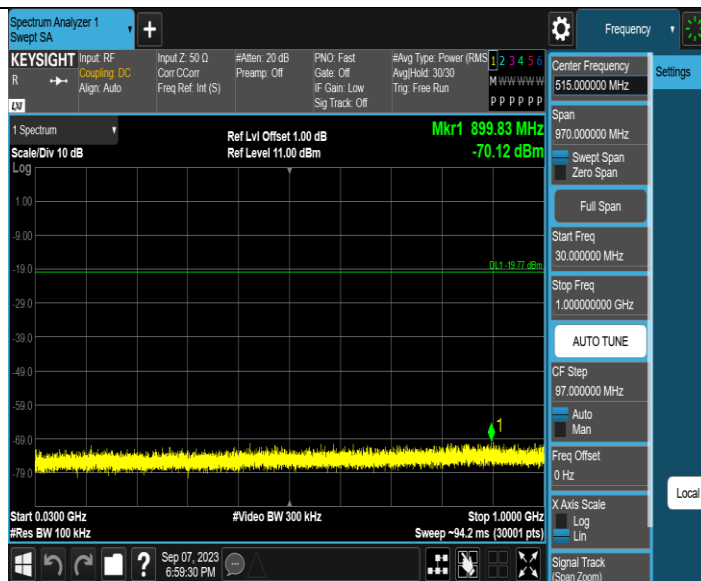 Spectrum Analyzer 1
Swept SA
+
Frequency
KEYSIGHT
R
LXI
Input: RF
Coupling: DC
Align: Auto
Input Z: 50 Ω
Corr CCorr
Freq Ref: Int (S)
#Atten: 20 dB
Preamp: Off
PNO: Fast
Gate: Off
IF Gain: Low
Sig Track: Off
#Avg Type: Power (RMS
Avg|Hold: 30/30
Trig: Free Run
1 2 3 4 5 6
M W W W W W
P P P P P P
1 Spectrum
Scale/Div 10 dB
Ref Lvl Offset 1.00 dB
Ref Level 11.00 dBm
Mkr1 899.83 MHz
-70.12 dBm
Log
1.00
-9.00
-19.0
DL1 -19.77 dBm
-29.0
-39.0
-49.0
-59.0
-69.0
-79.0
1
Start 0.0300 GHz
#Res BW 100 kHz
#Video BW 300 kHz
Stop 1.0000 GHz
Sweep ~94.2 ms (30001 pts)
?
Sep 07, 2023
6:59:30 PM
Center Frequency
515.000000 MHz
Span
970.000000 MHz
Swept Span
Zero Span
Full Span
Start Freq
30.000000 MHz
Stop Freq
1.000000000 GHz
AUTO TUNE
CF Step
97.000000 MHz
Auto
Man
Freq Offset
0 Hz
X Axis Scale
Log
Lin
Signal Track
(Span Zoom)
Settings
Local